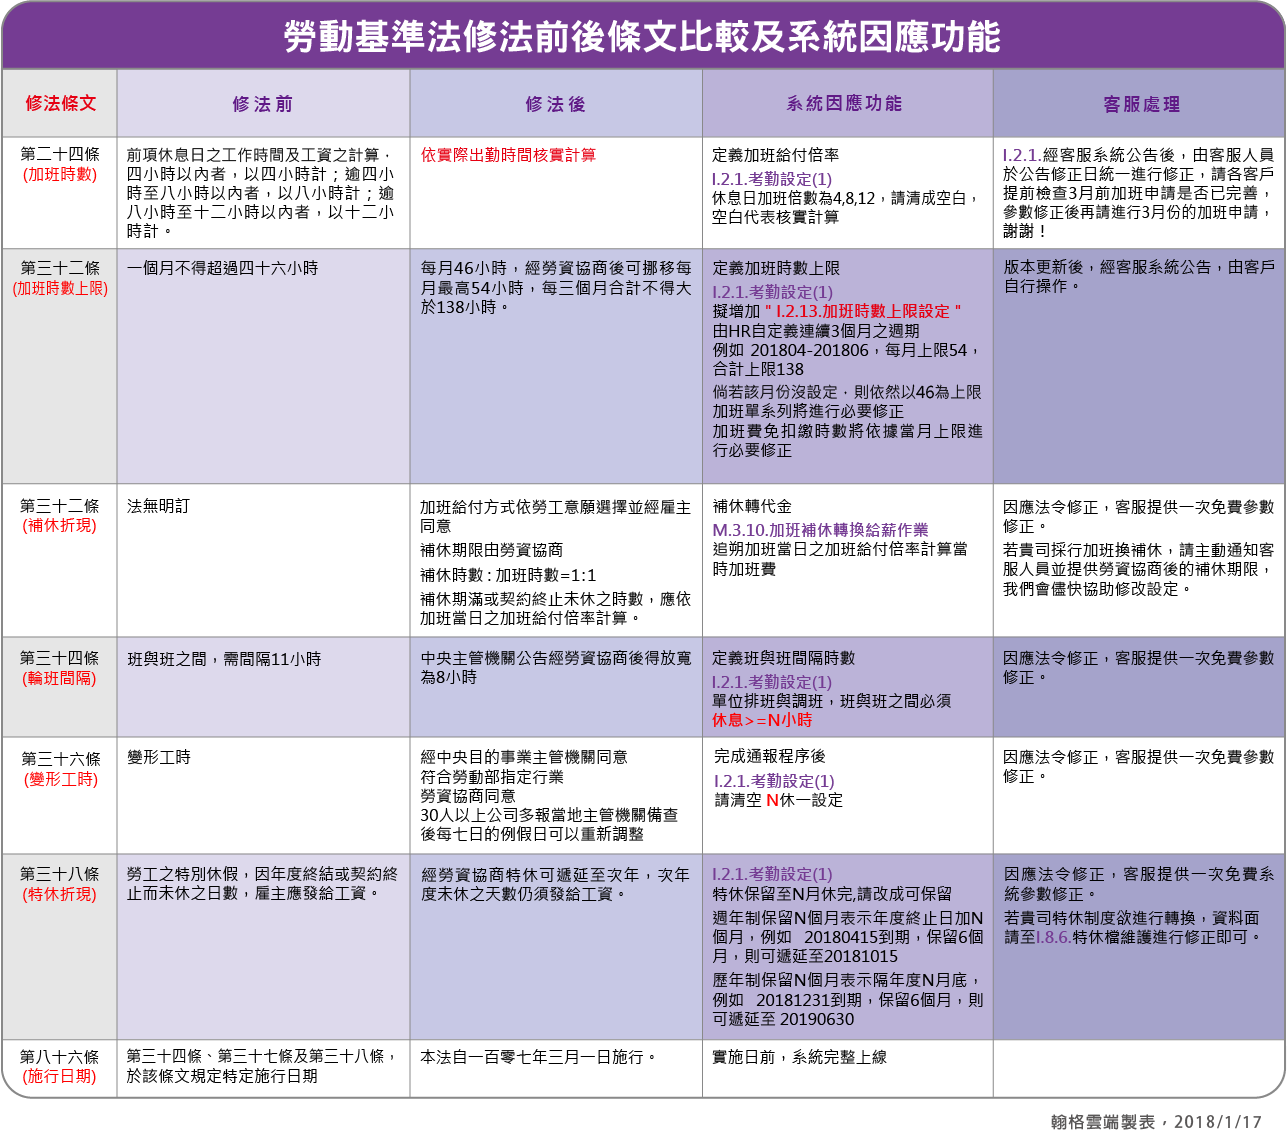 勞動基準法修法前後條文比較及系統因應功能
修法條文
修法前
修法後
系統因應功能
客服處理
第二十四條
(加班時數)
前項休息日之工作時間及工資之計算，
四小時以內者，以四小時計；逾四小
時至八小時以內者，以八小時計；逾
八小時至十二小時以內者，以十二小
時計。
依實際出勤時間核實計算
定義加班給付倍率
I.2.1.考勤設定(1)
休息日加班倍數為4,8,12，請清成空白，
空白代表核實計算
I.2.1.經客服系統公告後，由客服人員
於公告修正日統一進行修正，請各客戶
提前檢查3月前加班申請是否已完善，
參數修正後再請進行3月份的加班申請，
謝謝！
第三十二條
(加班時數上限)
一個月不得超過四十六小時
每月46小時，經勞資協商後可挪移每
月最高54小時，每三個月合計不得大
於138小時。
定義加班時數上限
I.2.1.考勤設定(1)
擬增加 " I.2.13.加班時數上限設定 "
由HR自定義連續3個月之週期
例如 201804-201806，每月上限54，
合計上限138
倘若該月份沒設定，則依然以46為上限
加班單系列將進行必要修正
加班費免扣繳時數將依據當月上限進
行必要修正
版本更新後，經客服系統公告，由客戶
自行操作。
第三十二條
(補休折現)
法無明訂
加班給付方式依勞工意願選擇並經雇主
同意
補休期限由勞資協商
補休時數 : 加班時數=1:1
補休期滿或契約終止未休之時數，應依
加班當日之加班給付倍率計算。
補休轉代金
M.3.10.加班補休轉換給薪作業
追朔加班當日之加班給付倍率計算當
時加班費
因應法令修正，客服提供一次免費參數
修正。
若貴司採行加班換補休，請主動通知客
服人員並提供勞資協商後的補休期限，
我們會儘快協助修改設定。
第三十四條
(輪班間隔)
班與班之間，需間隔11小時
中央主管機關公告經勞資協商後得放寬
為8小時
定義班與班間隔時數
I.2.1.考勤設定(1)
單位排班與調班，班與班之間必須
休息>=N小時
因應法令修正，客服提供一次免費參數
修正。
第三十六條
(變形工時)
變形工時
經中央目的事業主管機關同意
符合勞動部指定行業
勞資協商同意
30人以上公司多報當地主管機關備查
後每七日的例假日可以重新調整
完成通報程序後
I.2.1.考勤設定(1)
請清空 N休一設定
因應法令修正，客服提供一次免費參數
修正。
第三十八條
(特休折現)
勞工之特別休假，因年度終結或契約終
止而未休之日數，雇主應發給工資。
經勞資協商特休可遞延至次年，次年
度未休之天數仍須發給工資。
I.2.1.考勤設定(1)
特休保留至N月休完,請改成可保留
週年制保留N個月表示年度終止日加N
個月，例如 20180415到期，保留6個
月，則可遞延至20181015
歷年制保留N個月表示隔年度N月底，
例如 20181231到期，保留6個月，則
可遞延至 20190630
因應法令修正，客服提供一次免費系
統參數修正。
若貴司特休制度欲進行轉換，資料面
請至I.8.6.特休檔維護進行修正即可。
第八十六條
(施行日期)
第三十四條、第三十七條及第三十八條，
於該條文規定特定施行日期
本法自一百零七年三月一日施行。
實施日前，系統完整上線
翰格雲端製表，2018/1/17